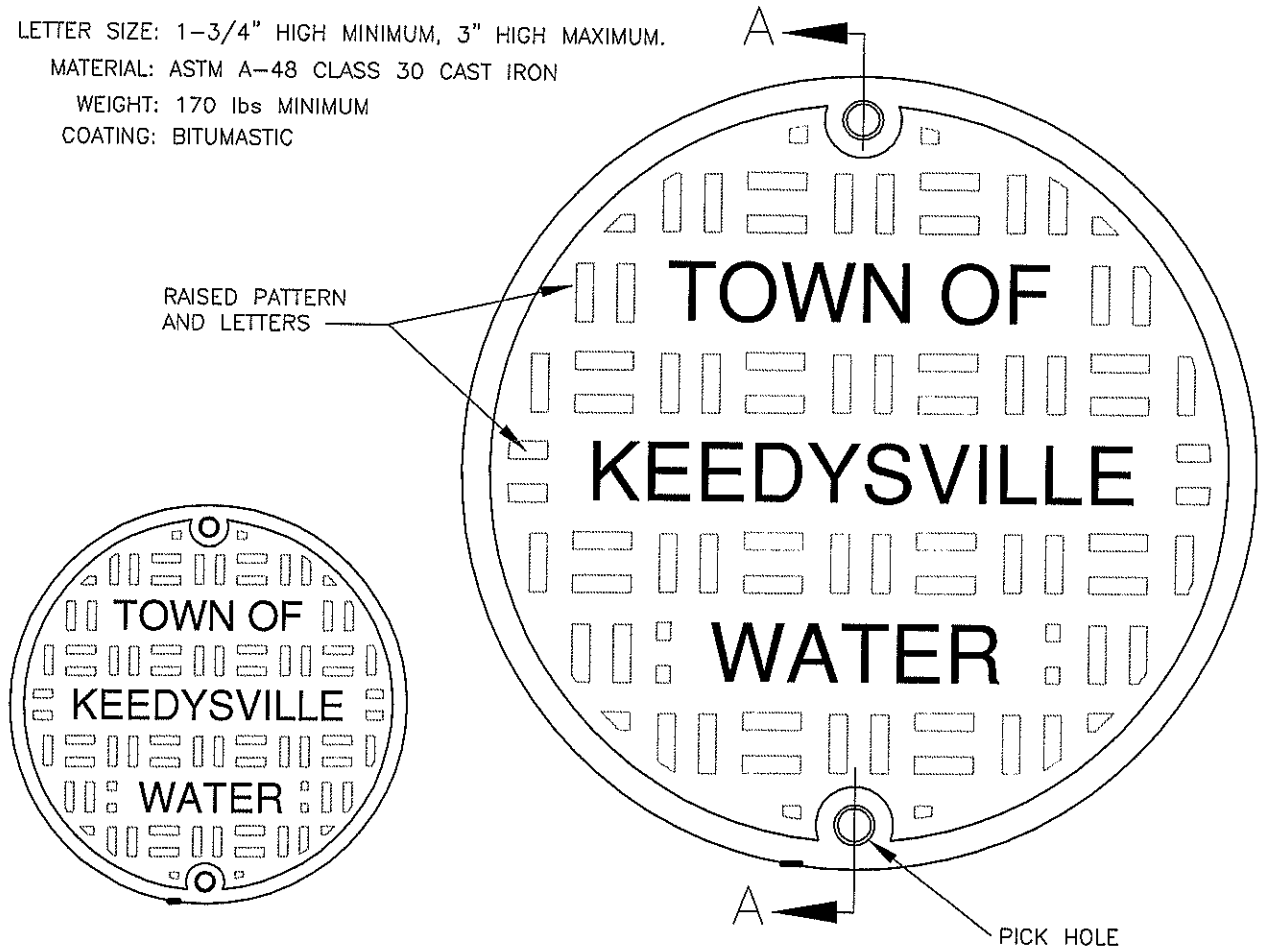 LETTER SIZE: 1-3/4" HIGH MINIMUM, 3" HIGH MAXIMUM.
MATERIAL: ASTM A-48 CLASS 30 CAST IRON
WEIGHT: 170 lbs MINIMUM
COATING: BITUMASTIC
A
RAISED PATTERN
AND LETTERS
TOWN OF
KEEDYSVILLE
WATER
TOWN OF
KEEDYSVILLE
WATER
A
PICK HOLE